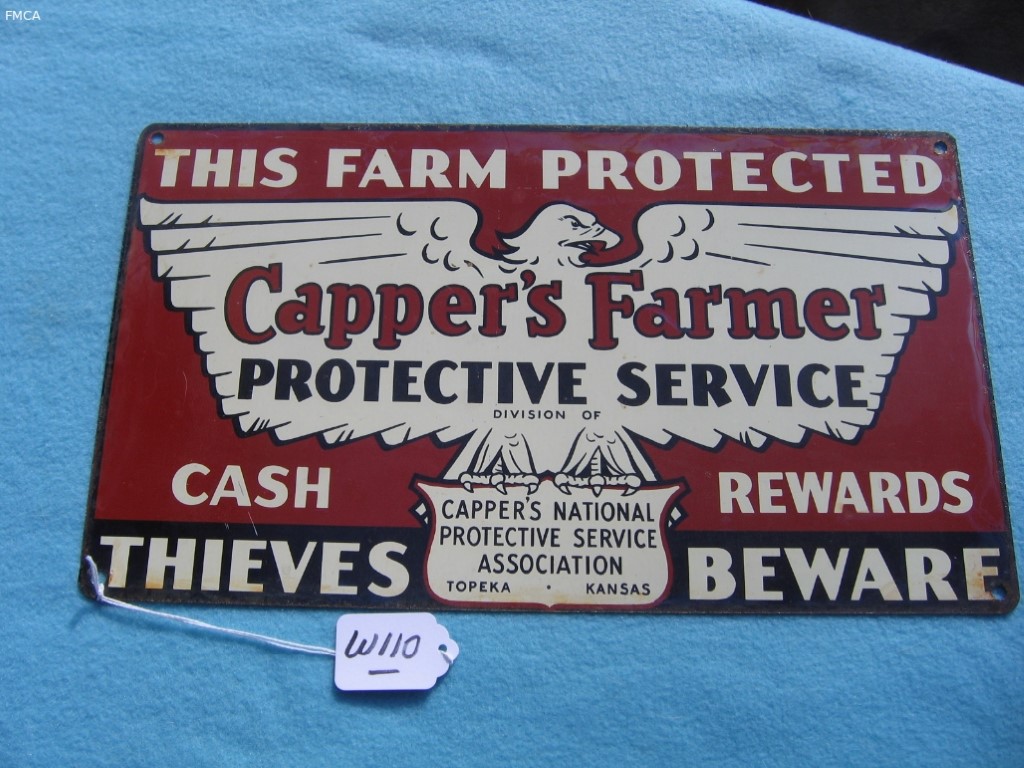 FMCA
THIS FARM PROTECTED
Capper's Farmer
PROTECTIVE SERVICE
DIVISION OF
CASH REWARDS
CAPPER'S NATIONAL
PROTECTIVE SERVICE
ASSOCIATION
TOPEKA · KANSAS
THIEVES BEWARE
W110